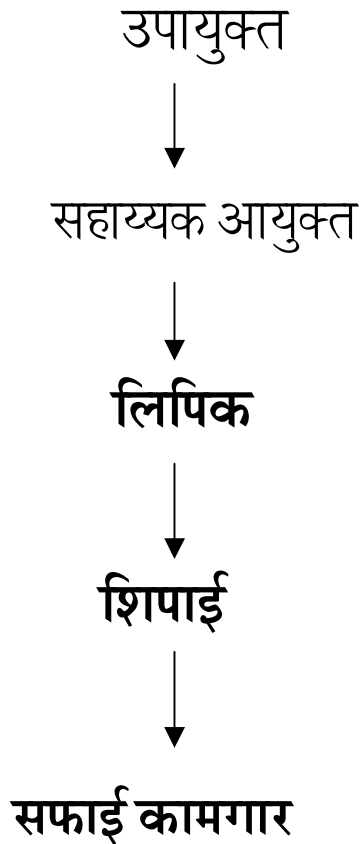 उपायुक्त
सहाय्यक आयुक्त
लिपिक
शिपाई
सफाई कामगार